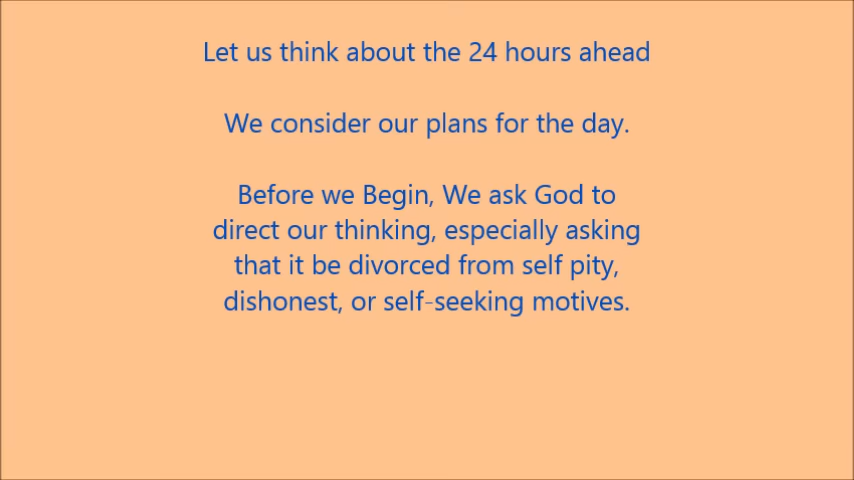 Let us think about the 24 hours ahead
We consider our plans for the day.
Before we Begin, We ask God to
direct our thinking, especially asking
that it be divorced from self pity,
dishonest, or self-seeking motives.